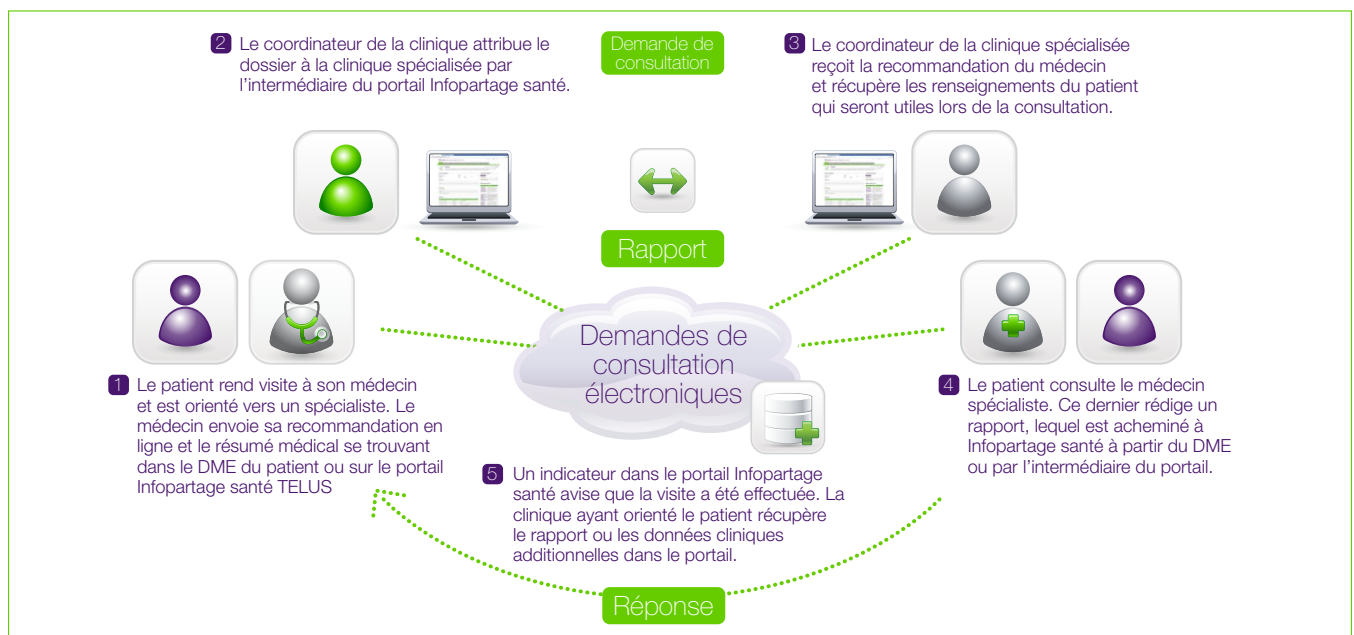 2 Le coordinateur de la clinique attribue le
dossier à la clinique spécialisée par
l'intermédiaire du portail Infopartage santé.
Demande de
consultation
3 Le coordinateur de la clinique spécialisée
reçoit la recommandation du médecin
et récupère les renseignements du patient
qui seront utiles lors de la consultation.
Rapport
Demandes de
consultation
électroniques
1 Le patient rend visite à son médecin
et est orienté vers un spécialiste. Le
médecin envoie sa recommandation en
ligne et le résumé médical se trouvant
dans le DME du patient ou sur le portail
Infopartage santé TELUS
4 Le patient consulte le médecin
spécialiste. Ce dernier rédige un
rapport, lequel est acheminé à
Infopartage santé à partir du DME
ou par l'intermédiaire du portail.
5 Un indicateur dans le portail Infopartage
santé avise que la visite a été effectuée. La
clinique ayant orienté le patient récupère
le rapport ou les données cliniques
additionnelles dans le portail.
Réponse